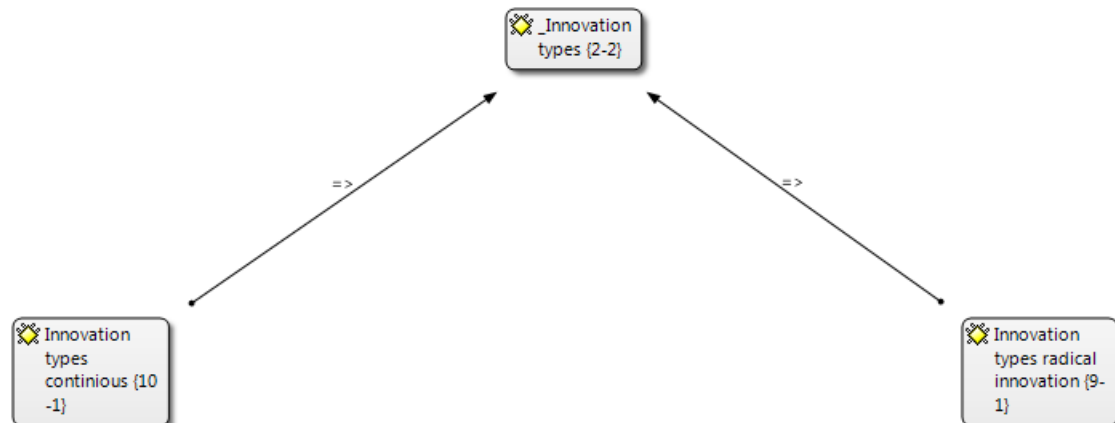 _Innovation
types {2-2}
=>
=>
Innovation
types
continious {10
-1}
Innovation
types radical
innovation {9-
1}